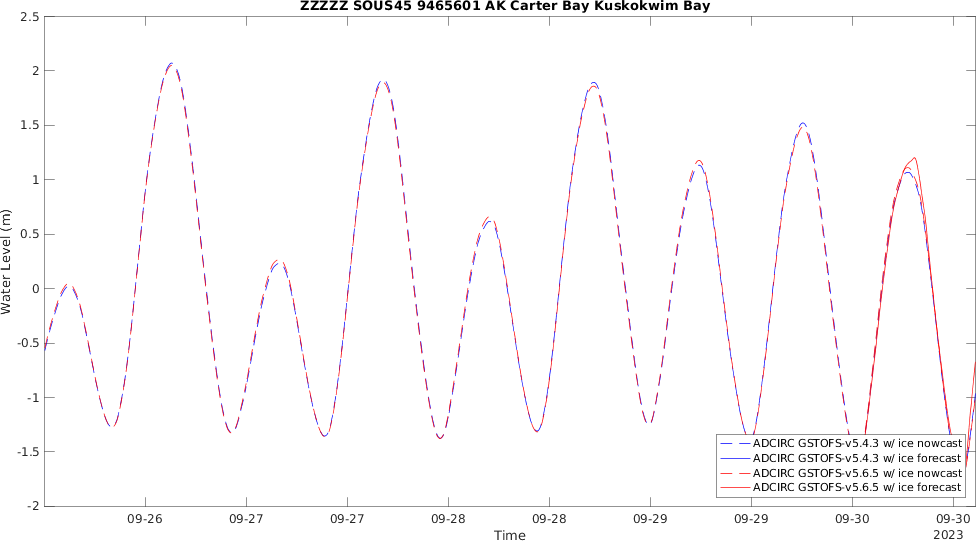 ZZZZZ SOUS45 9465601 AK Carter Bay Kuskokwim Bay
2.5
2
1.5
1
0.5
0
-0.5
-1
-1.5
-2
Water Level (m)
ADCIRC GSTOFS-v5.4.3 w/ ice nowcast
ADCIRC GSTOFS-v5.4.3 w/ ice forecast
ADCIRC GSTOFS-v5.6.5 w/ ice nowcast
ADCIRC GSTOFS-v5.6.5 w/ ice forecast
09-26 09-27 09-27 09-28 09-28 09-29 09-29 09-30 09-30
2023
Time